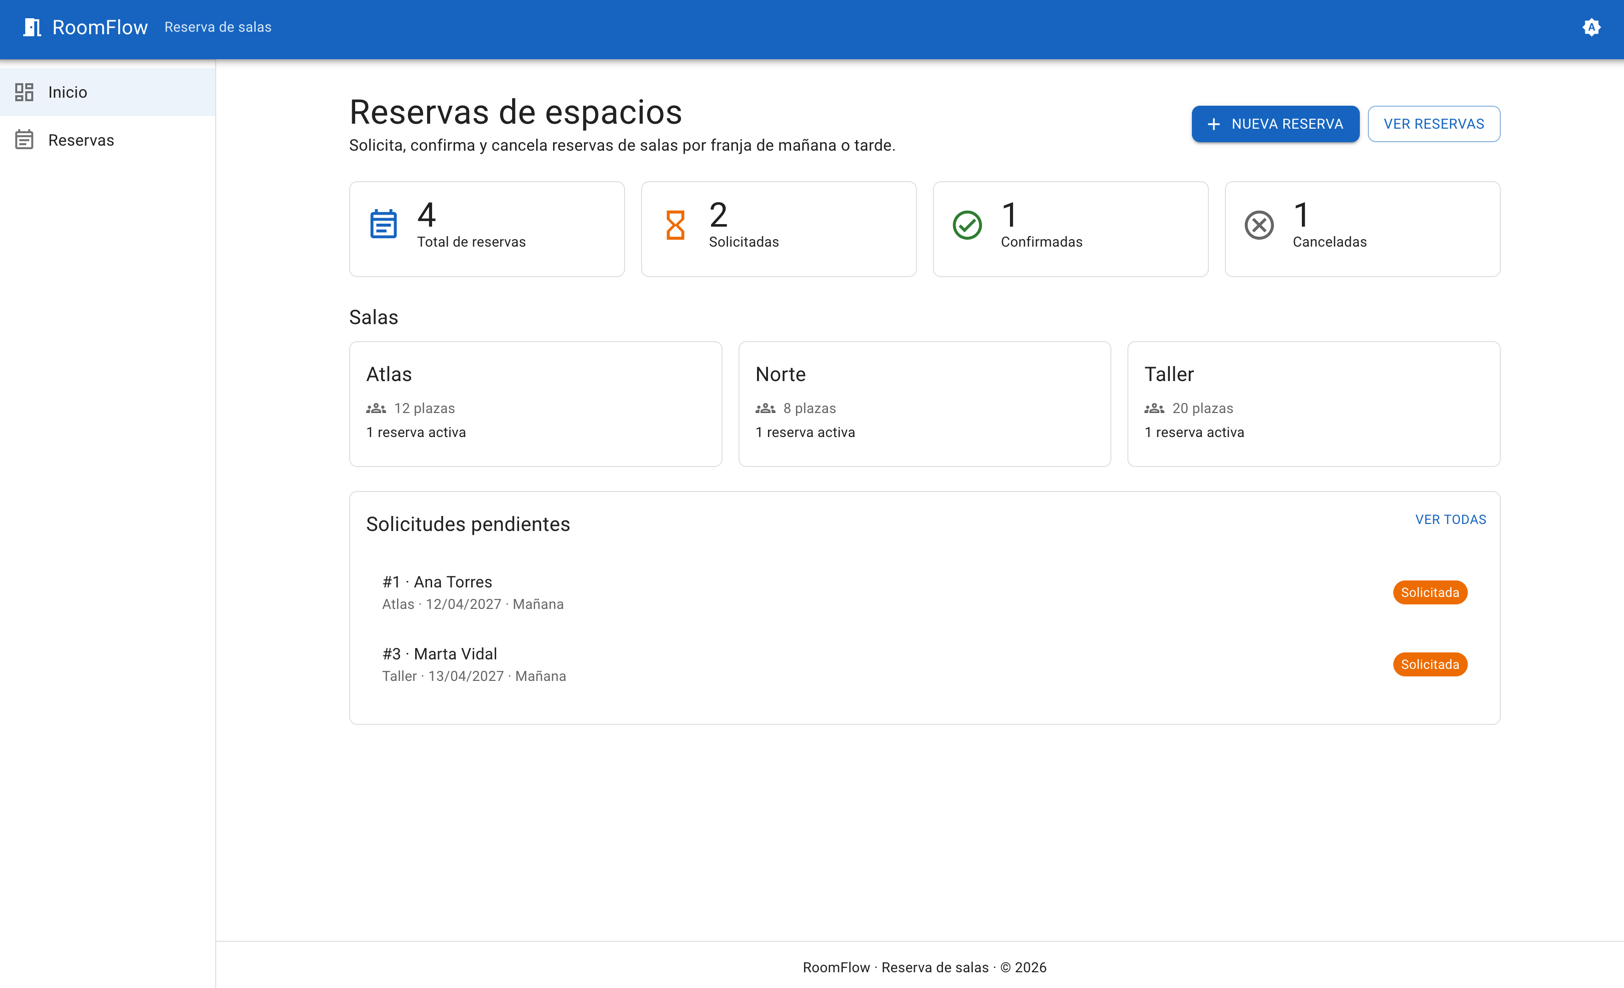 RoomFlow Reserva de salas
A
Inicio
Reservas
Reservas de espacios
Solicita, confirma y cancela reservas de salas por franja de mañana o tarde.
+ NUEVA RESERVA
VER RESERVAS
4
Total de reservas
2
Solicitadas
1
Confirmadas
1
Canceladas
Salas
Atlas
12 plazas
1 reserva activa
Norte
8 plazas
1 reserva activa
Taller
20 plazas
1 reserva activa
Solicitudes pendientes
VER TODAS
#1 · Ana Torres
Atlas · 12/04/2027 · Mañana
Solicitada
#3 · Marta Vidal
Taller · 13/04/2027 · Mañana
Solicitada
RoomFlow · Reserva de salas · © 2026